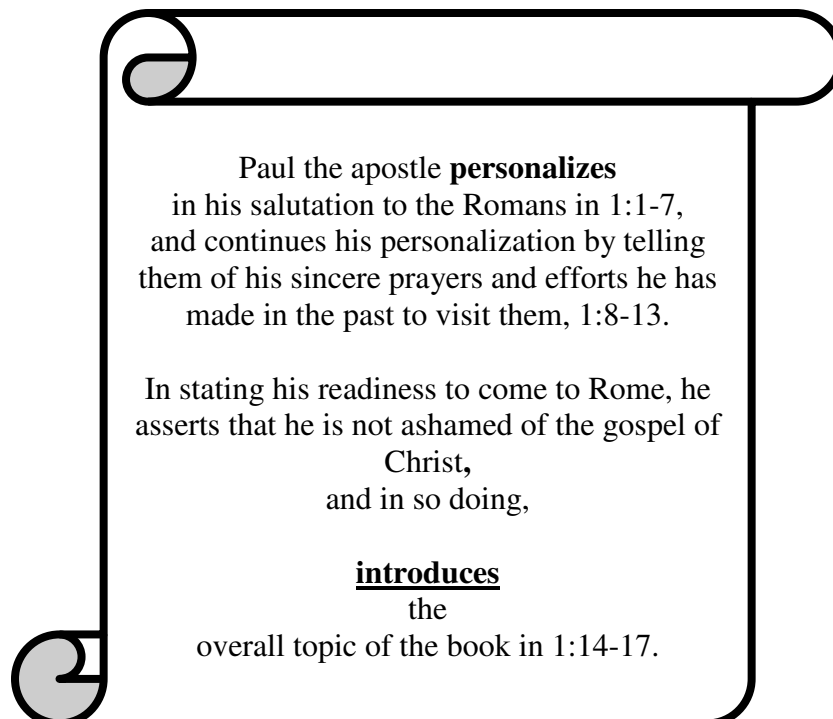 Paul the apostle personalizes
in his salutation to the Romans in 1:1-7,
and continues his personalization by telling
them of his sincere prayers and efforts he has
made in the past to visit them, 1:8-13.
In stating his readiness to come to Rome, he
asserts that he is not ashamed of the gospel of
Christ,
and in so doing,
introduces
the
overall topic of the book in 1:14-17.